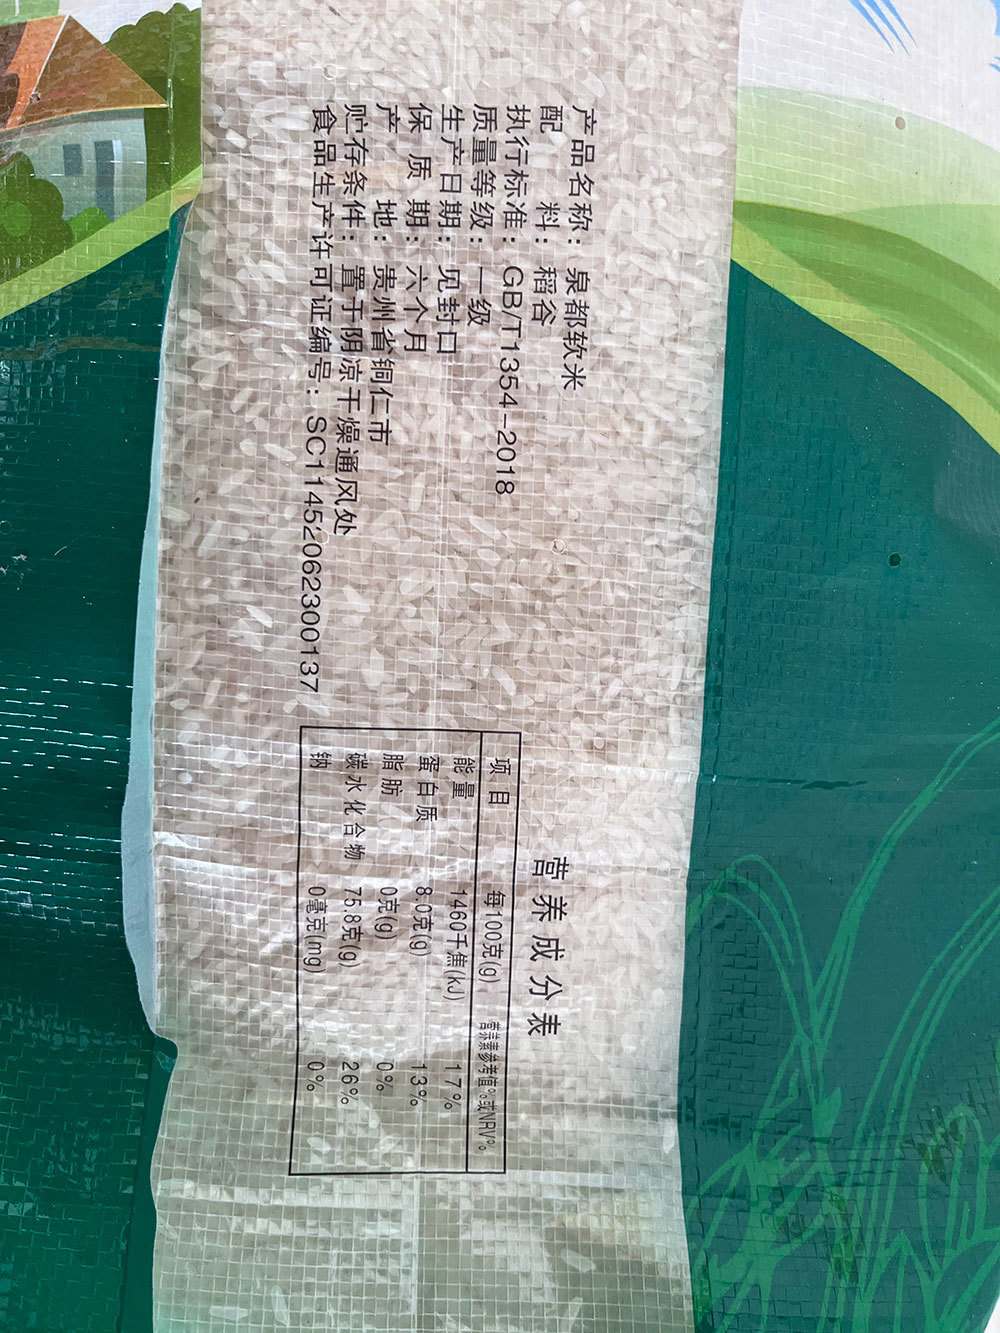 产品名称：泉都软米
配料：稻谷
执行标准：GB/T1354-2018
质量等级：一级
生产日期：见封口
保质期：六个月
产地：贵州省铜仁市
贮存条件：置于阴凉干燥通风处
食品生产许可证编号：SC11452062300137
营养成分表
项目 每100克(g) 营养素参考值%或NRV%
能量 1460千焦(kJ) 17%
蛋白质 8.0克(g) 13%
脂肪 0克(g) 0%
碳水化合物 75.8克(g) 26%
钠 0毫克(mg) 0%